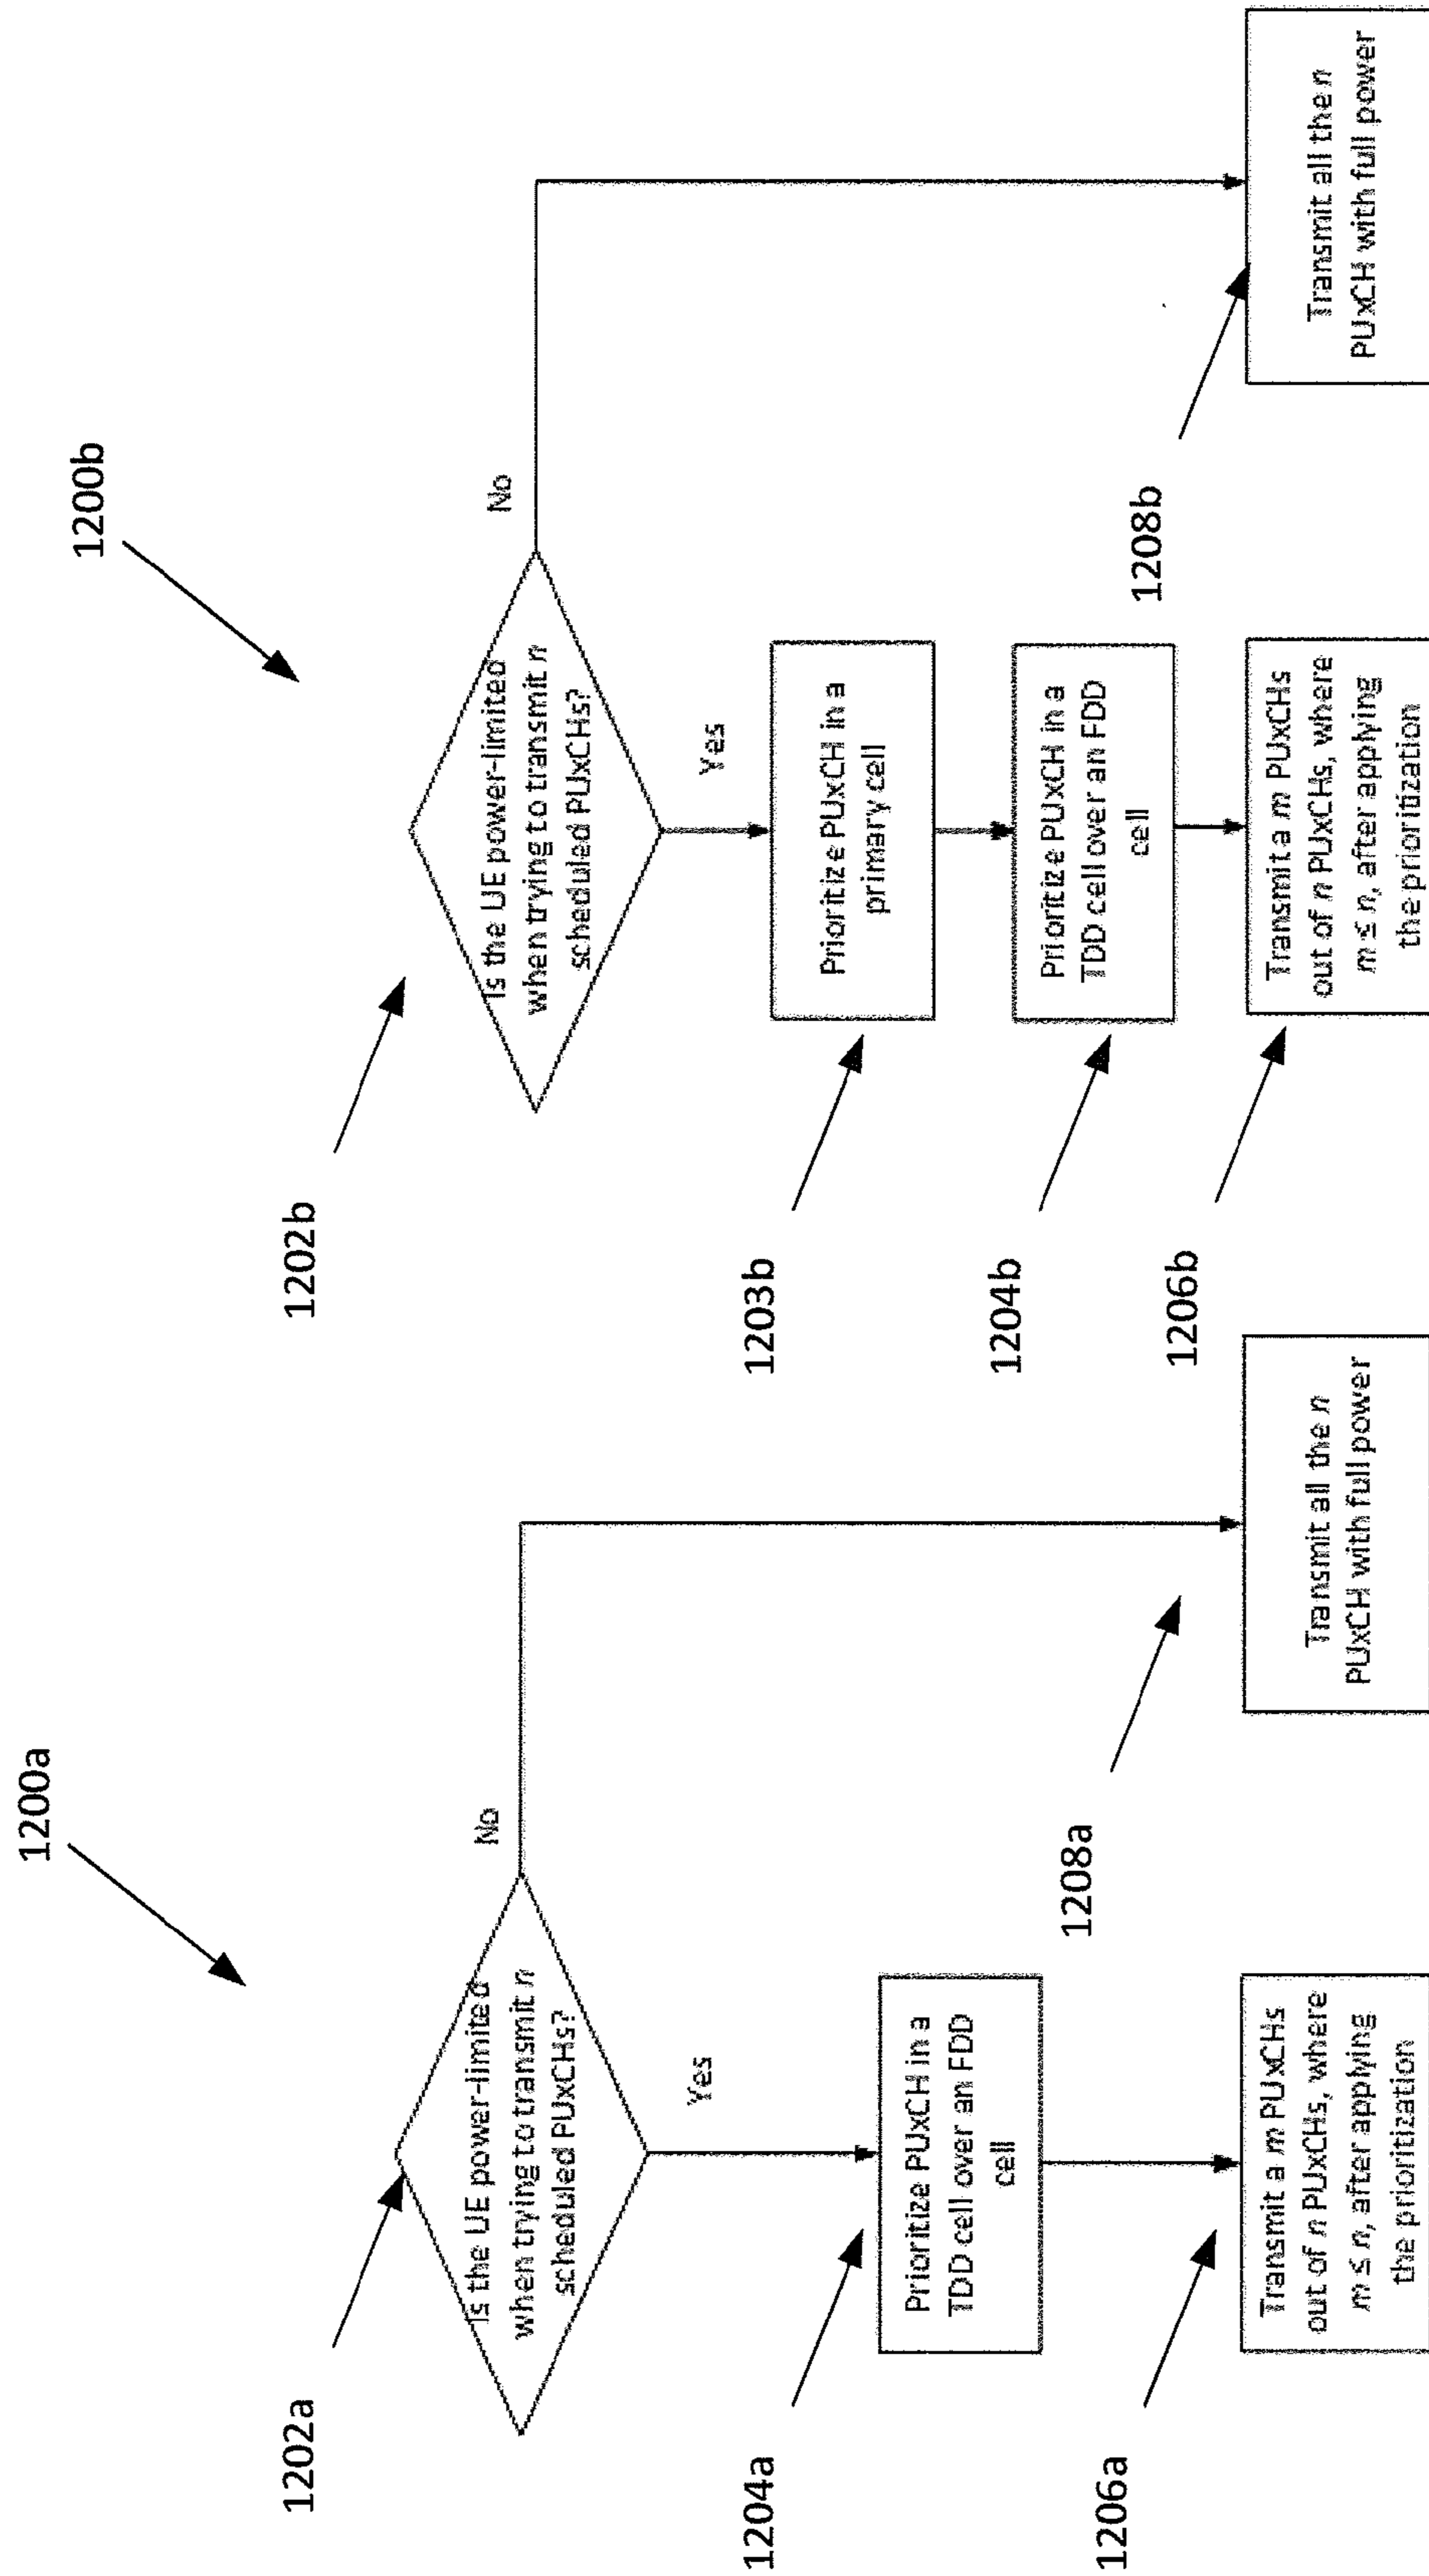 1200a
1202a
Is the UE power-limited
when trying to transmit n
scheduled PUxCHs?
No
Yes
1204a
Prioritize PUxCH in a
TDD cell over an FDD
cell
1206a
Transmit a m PUxCHs
out of n PUxCHs, where
m ≤ n, after applying
the prioritization
1208a
Transmit all the n
PUxCH with full power
1200b
1202b
Is the UE power-limited
when trying to transmit n
scheduled PUxCHs?
No
Yes
1203b
Prioritize PUxCH in a
primary cell
1204b
Prioritize PUxCH in a
TDD cell over an FDD
cell
1206b
Transmit a m PUxCHs
out of n PUxCHs, where
m ≤ n, after applying
the prioritization
1208b
Transmit all the n
PUxCH with full power